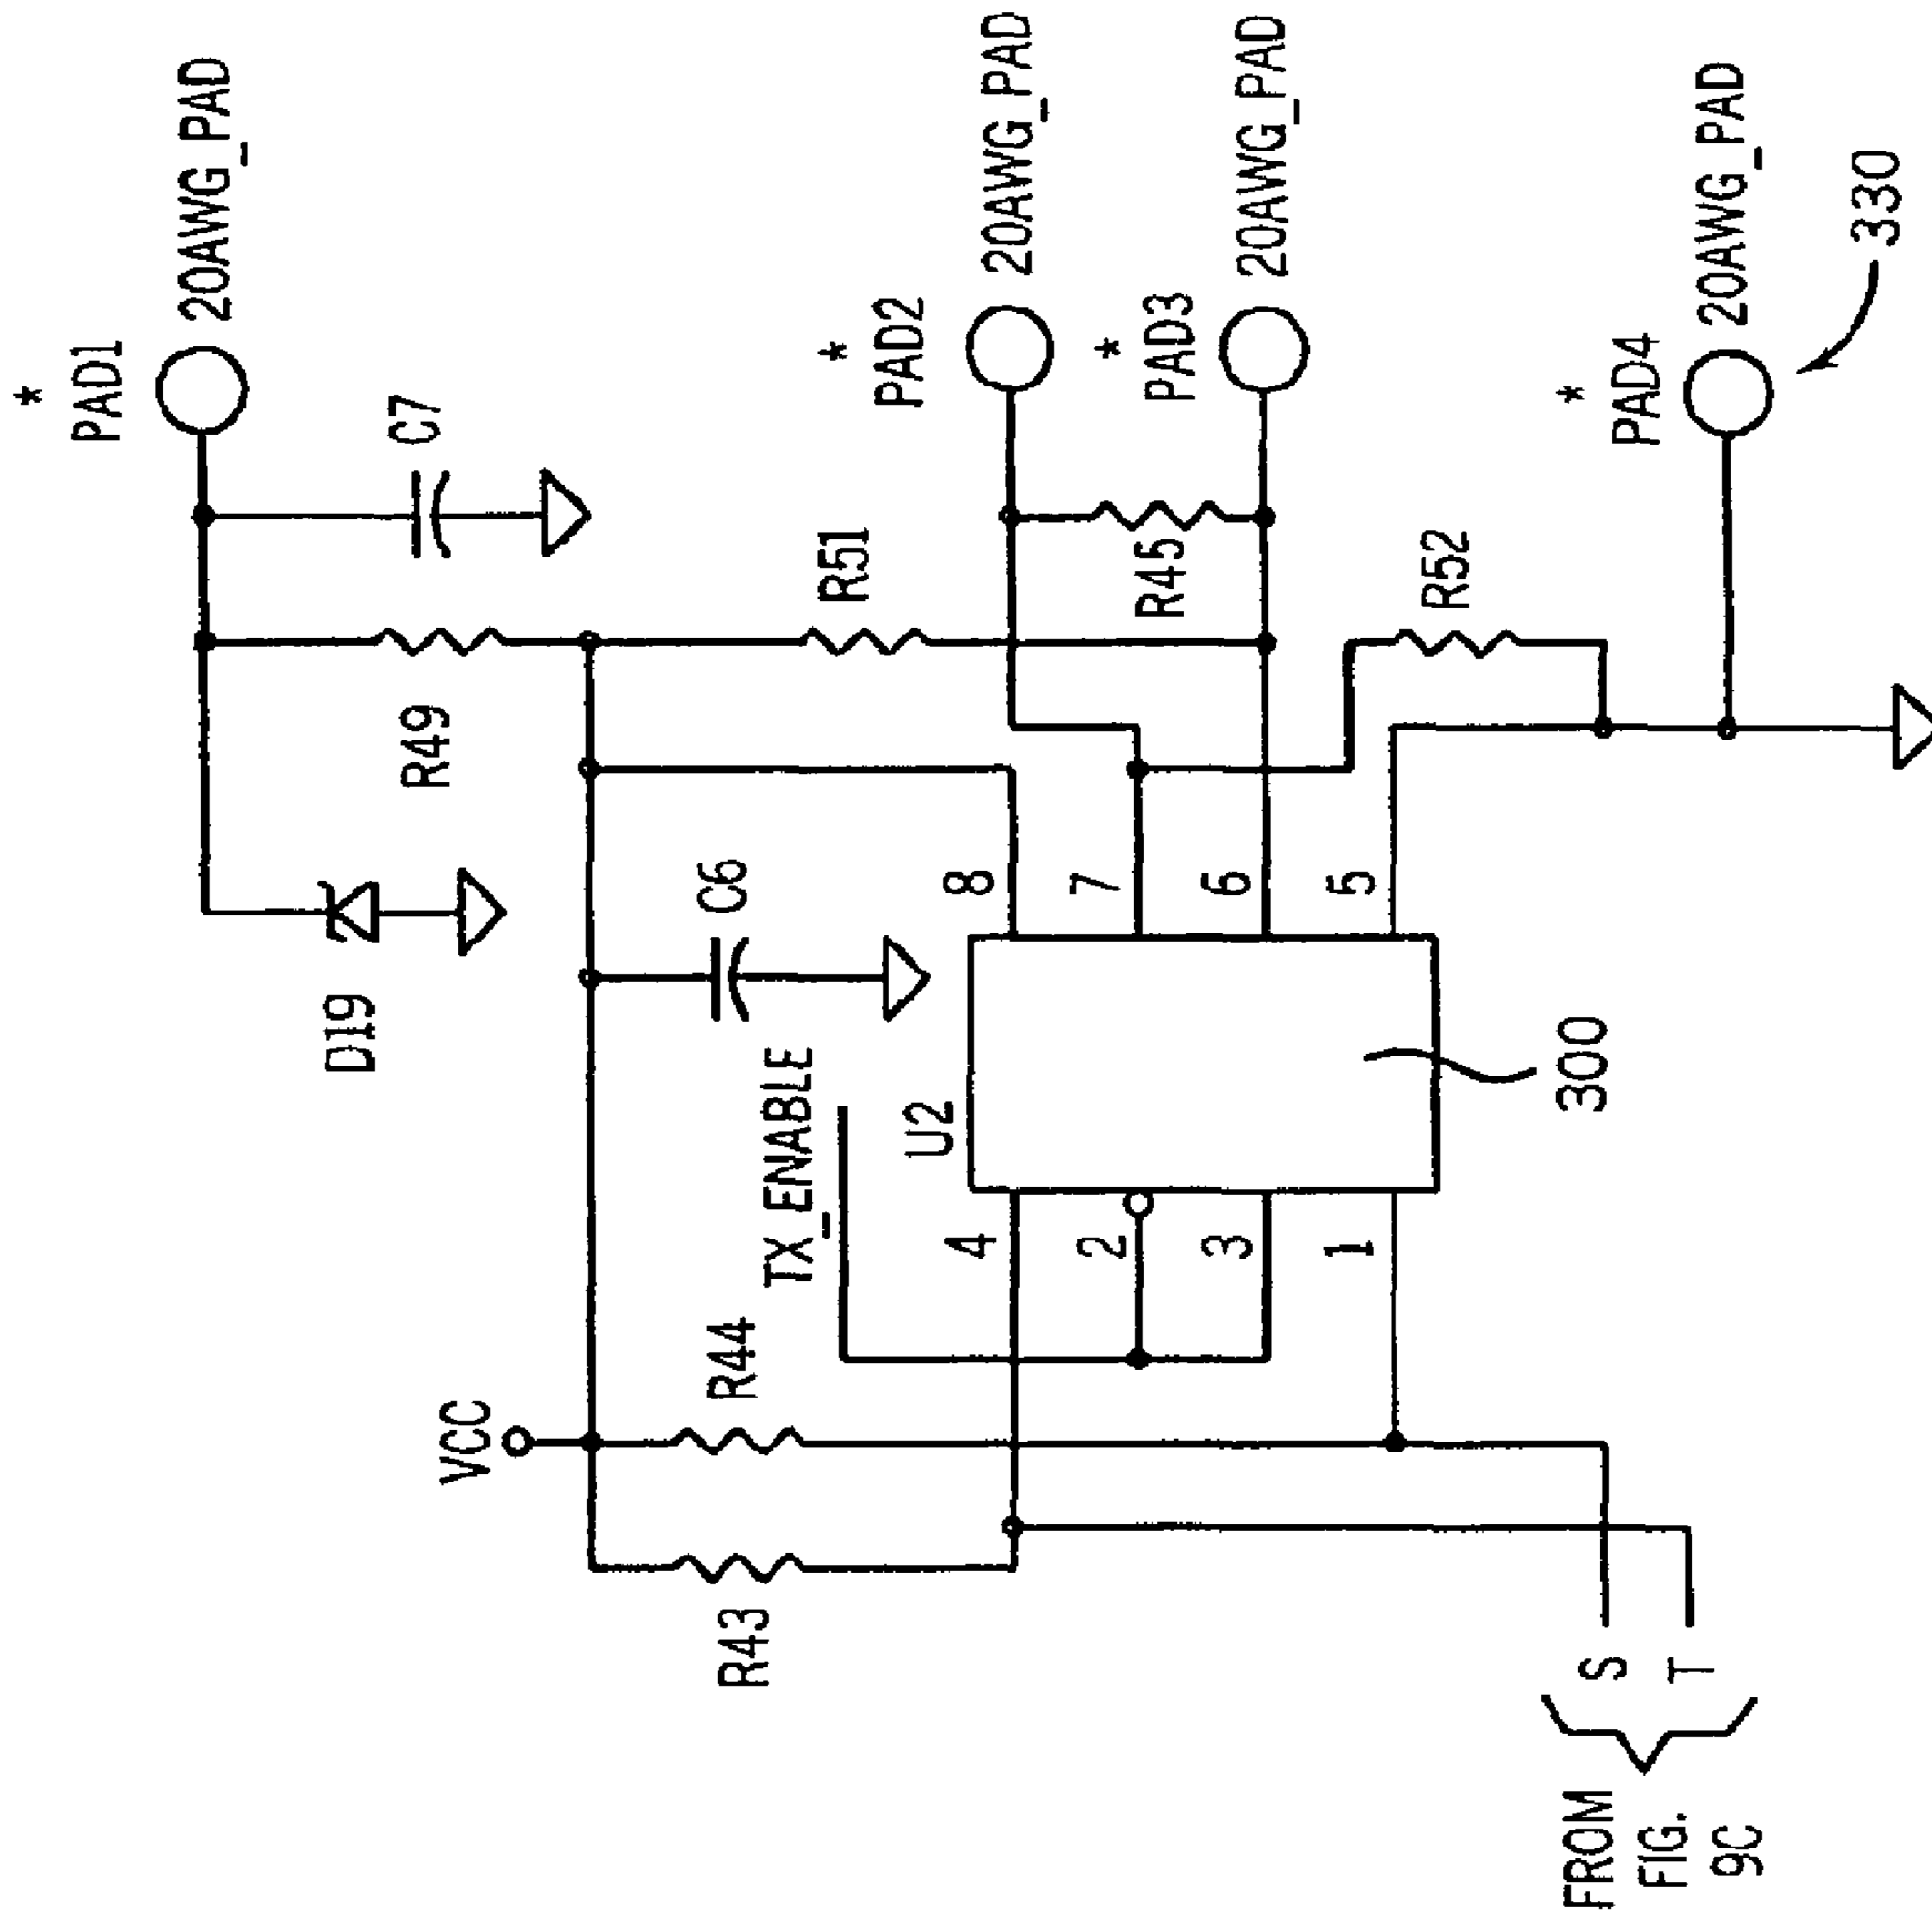 *
PAD1
20AWG_PAD
C7
D19
R49
VCC
C6
R51
*
PAD2
20AWG_PAD
R43
R44
TX_ENABLE
U2
4
2
3
1
8
7
6
5
R45
*
PAD3
20AWG_PAD
R52
*
PAD4
20AWG_PAD
330
300
S
T
FROM
FIG.
9C